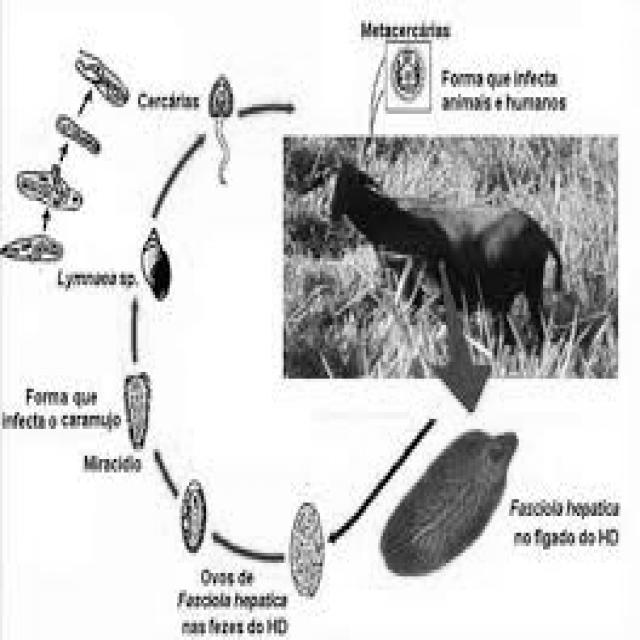 Metacercárias
Forma que infecta
animais e humanos
Cercárias
Lymnaea sp.
Forma que
infecta o caramujo
Miracídio
Ovos de
Fasciola hepatica
nas fezes do HD
Fasciola hepatica
no fígado do HD